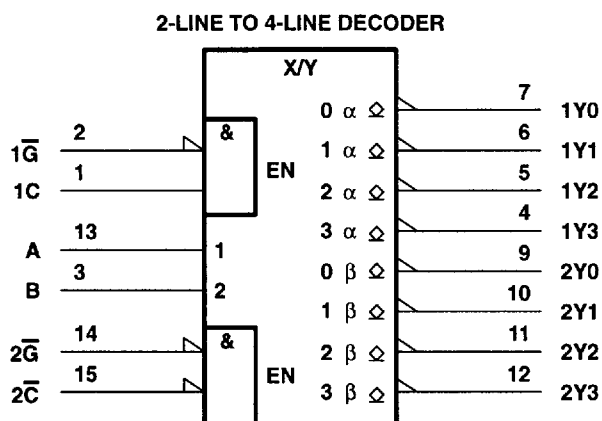 2-LINE TO 4-LINE DECODER
X/Y
1G̅ 2 & 0 α ⎐ 7 1Y0
1C 1 EN 1 α ⎐ 6 1Y1
2 α ⎐ 5 1Y2
A 13 1 3 α ⎐ 4 1Y3
B 3 2 0 β ⎐ 9 2Y0
1 β ⎐ 10 2Y1
2G̅ 14 & 2 β ⎐ 11 2Y2
2C̅ 15 EN 3 β ⎐ 12 2Y3